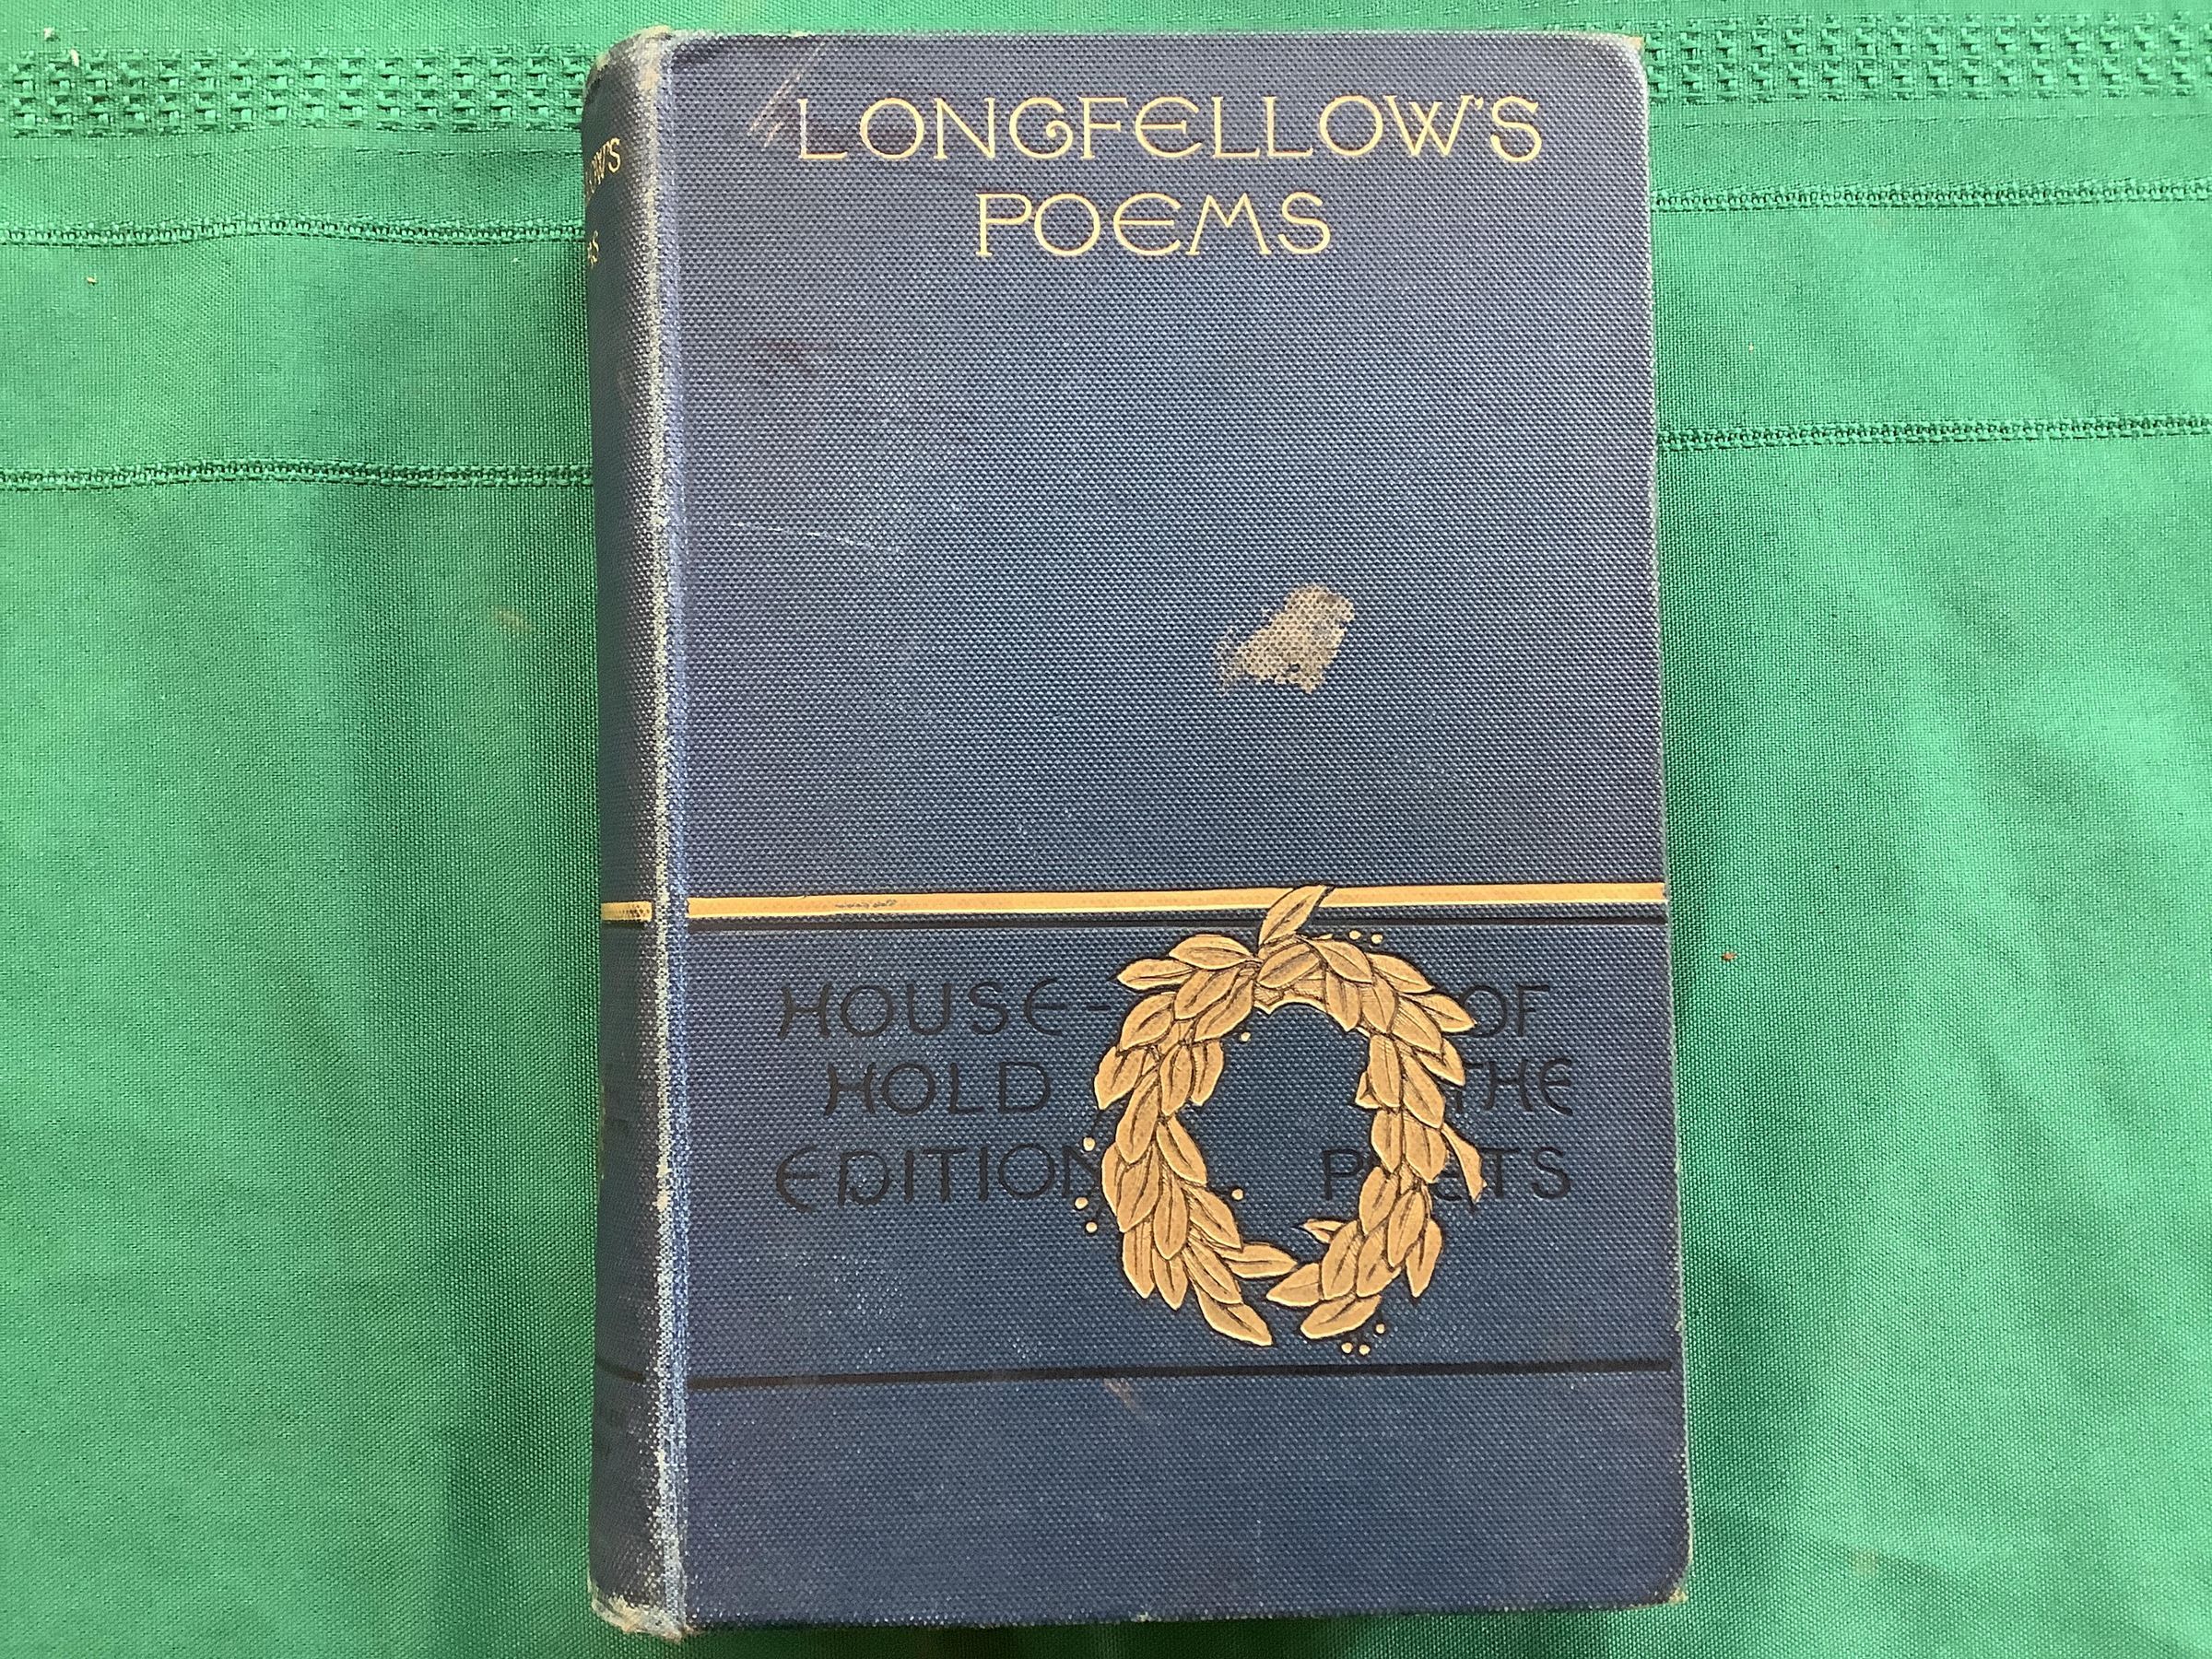 LONGFELLOW'S
POEMS
HOUSE-
HOLD
EDITION
OF
THE
POETS